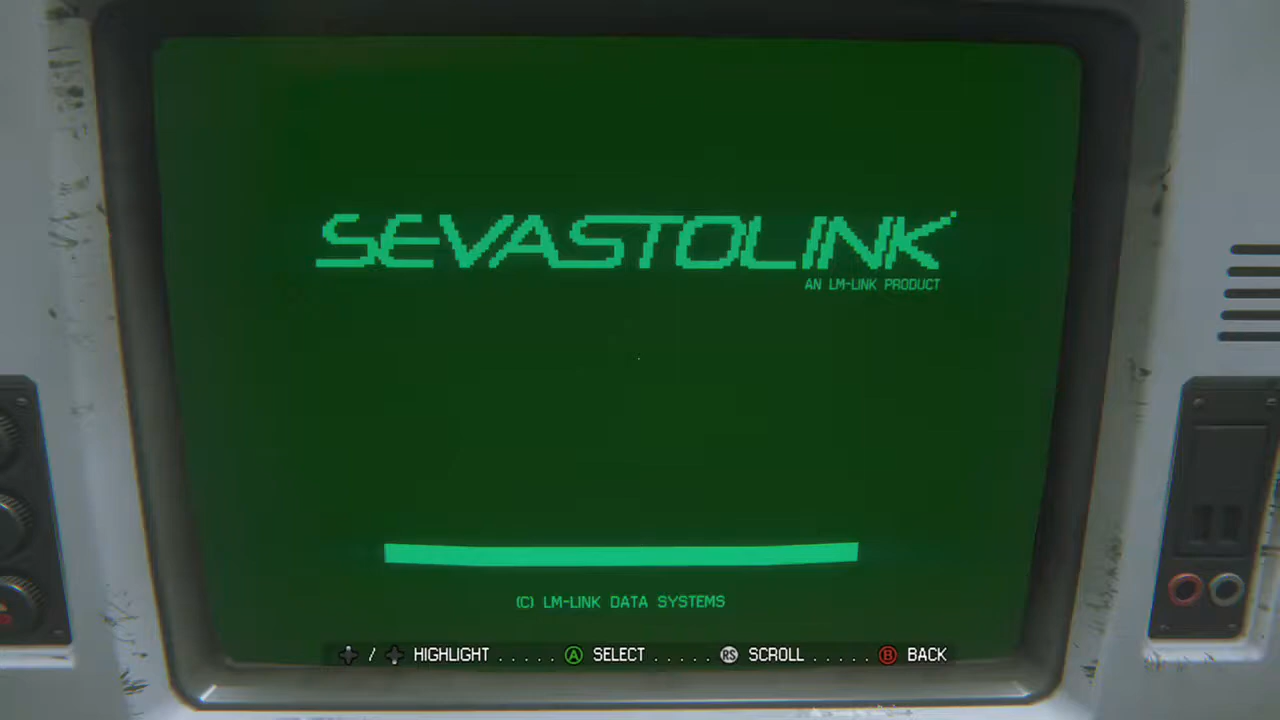 SEVASTOLINK
AN LM-LINK PRODUCT
(C) LM-LINK DATA SYSTEMS
/ HIGHLIGHT ..... A SELECT ..... RS SCROLL ..... B BACK